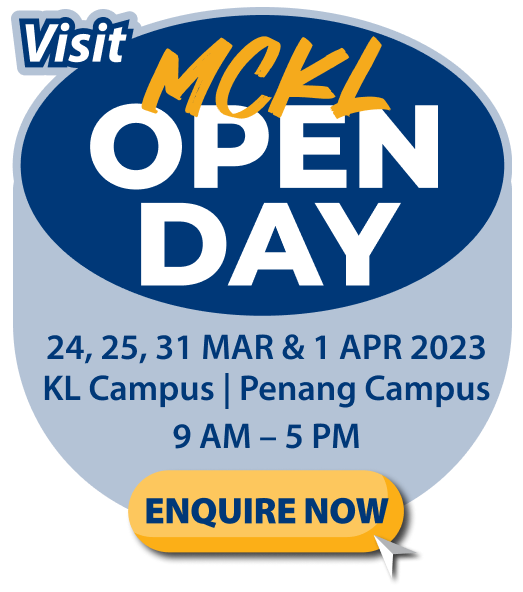 Visit
MCKL
OPEN
DAY
24, 25, 31 MAR & 1 APR 2023
KL Campus | Penang Campus
9 AM – 5 PM
ENQUIRE NOW